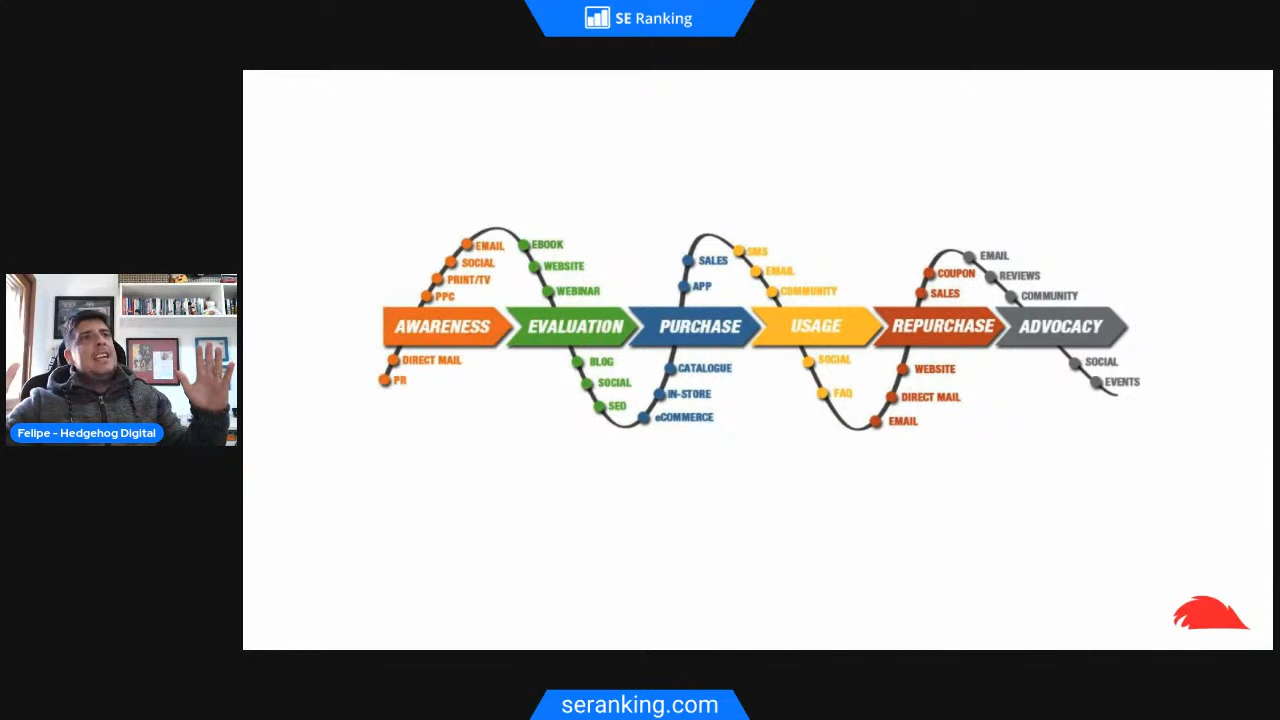 SE Ranking
EMAIL
SOCIAL
PRINT/TV
PPC
AWARENESS
DIRECT MAIL
PR
EBOOK
WEBSITE
WEBINAR
EVALUATION
BLOG
SOCIAL
SEO
SALES
APP
PURCHASE
CATALOGUE
IN-STORE
eCOMMERCE
SMS
EMAIL
COMMUNITY
USAGE
SOCIAL
FAQ
COUPON
SALES
REPURCHASE
WEBSITE
DIRECT MAIL
EMAIL
EMAIL
REVIEWS
COMMUNITY
ADVOCACY
SOCIAL
EVENTS
Felipe - Hedgehog Digital
seranking.com